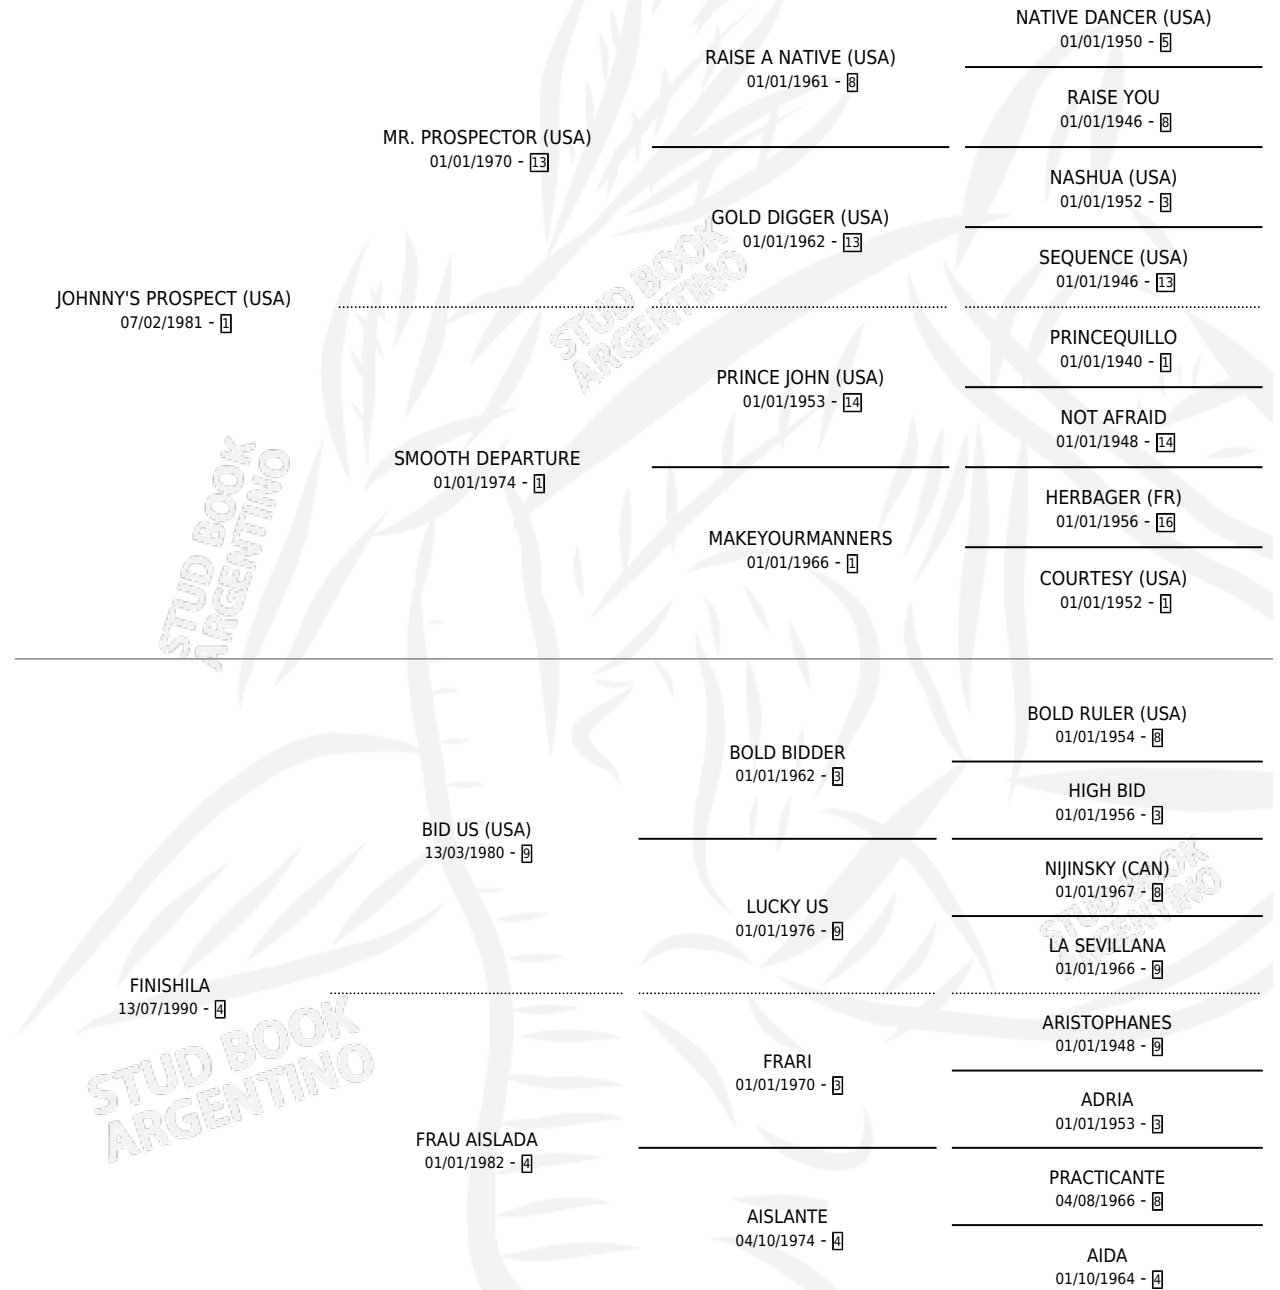 NATIVE DANCER (USA)
01/01/1950 - 5
RAISE A NATIVE (USA)
01/01/1961 - 8
RAISE YOU
01/01/1946 - 8
MR. PROSPECTOR (USA)
01/01/1970 - 13
NASHUA (USA)
01/01/1952 - 3
GOLD DIGGER (USA)
01/01/1962 - 13
SEQUENCE (USA)
01/01/1946 - 13
JOHNNY'S PROSPECT (USA)
07/02/1981 - 1
PRINCEQUILLO
01/01/1940 - 1
PRINCE JOHN (USA)
01/01/1953 - 14
NOT AFRAID
01/01/1948 - 14
SMOOTH DEPARTURE
01/01/1974 - 1
HERBAGER (FR)
01/01/1956 - 16
MAKEYOURMANNERS
01/01/1966 - 1
COURTESY (USA)
01/01/1952 - 1
BOLD RULER (USA)
01/01/1954 - 8
BOLD BIDDER
01/01/1962 - 3
HIGH BID
01/01/1956 - 3
BID US (USA)
13/03/1980 - 9
NIJINSKY (CAN)
01/01/1967 - 8
LUCKY US
01/01/1976 - 9
LA SEVILLANA
01/01/1966 - 9
FINISHILA
13/07/1990 - 4
ARISTOPHANES
01/01/1948 - 9
FRARI
01/01/1970 - 3
ADRIA
01/01/1953 - 3
FRAU AISLADA
01/01/1982 - 4
PRACTICANTE
04/08/1966 - 8
AISLANTE
04/10/1974 - 4
AIDA
01/10/1964 - 4
STUD BOOK
ARGENTINO
STUD BOOK
ARGENTINO
STUD BOOK
ARGENTINO
STUD BOOK
ARGENTINO